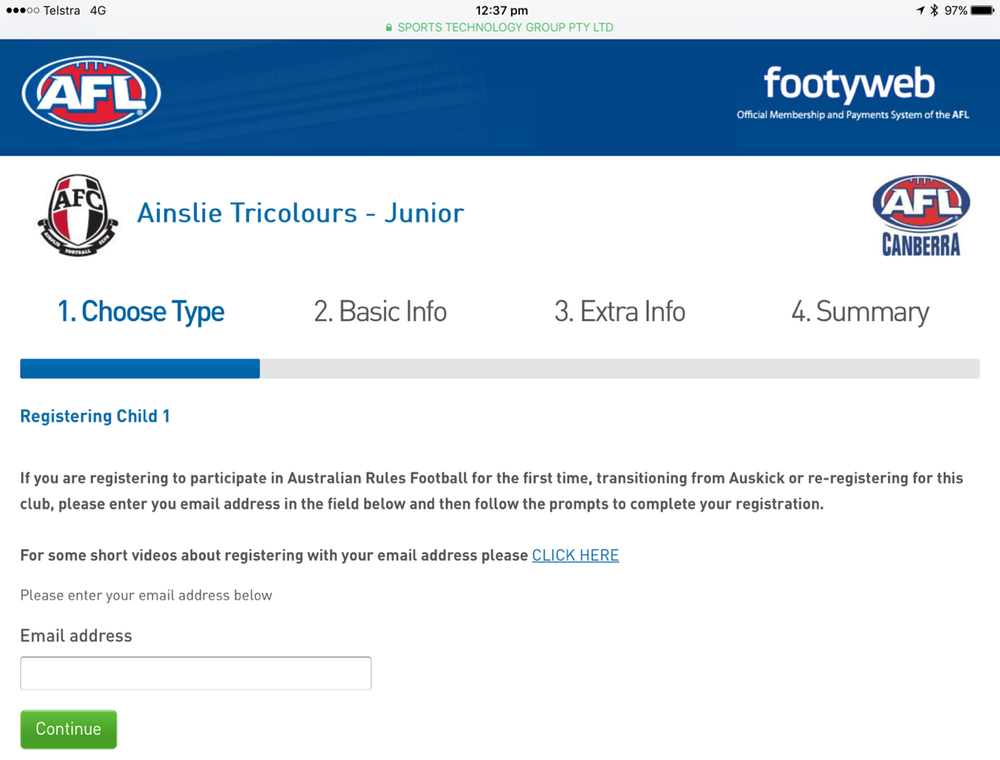 Telstra 4G 12:37 pm 97%
SPORTS TECHNOLOGY GROUP PTY LTD
AFL
footyweb
Official Membership and Payments System of the AFL
AFC
AINSLIE FOOTBALL CLUB
Ainslie Tricolours - Junior
AFL
CANBERRA
1. Choose Type 2. Basic Info 3. Extra Info 4. Summary
Registering Child 1
If you are registering to participate in Australian Rules Football for the first time, transitioning from Auskick or re-registering for this
club, please enter you email address in the field below and then follow the prompts to complete your registration.
For some short videos about registering with your email address please CLICK HERE
Please enter your email address below
Email address
Continue